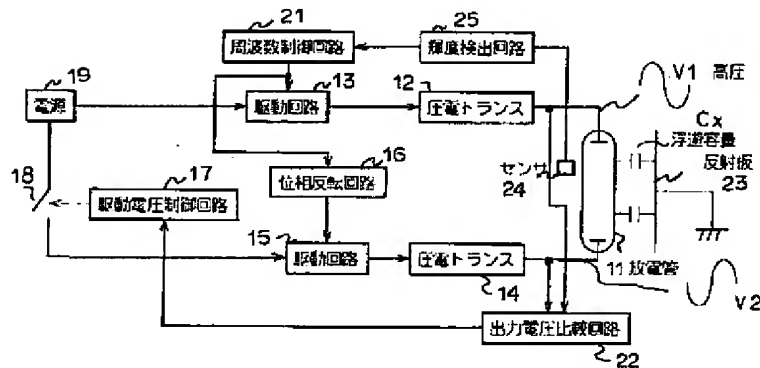 21
周波数制御回路
25
輝度検出回路
19
電源
13
駆動回路
12
圧電トランス
V1 高圧
Cx
浮遊容量
反射板
23
センサ
24
16
位相反転回路
18
17
駆動電圧制御回路
15
駆動回路
圧電トランス
14
11 放電管
V2
出力電圧比較回路
22